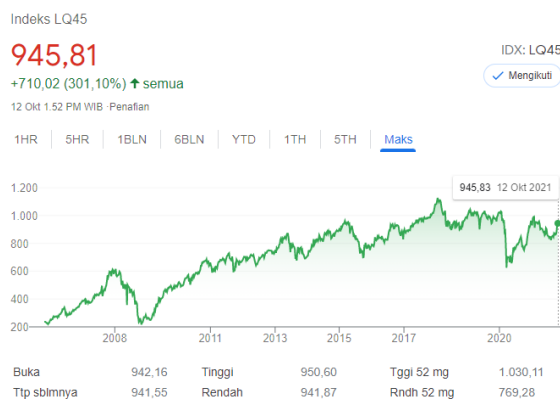 Indeks LQ45
945,81
IDX: LQ45
+710,02 (301,10%) semua
Mengikuti
12 Okt 1.52 PM WIB ·Penafian
1HR 5HR 1BLN 6BLN YTD 1TH 5TH Maks
945,83 12 Okt 2021
1.200
1.000
800
600
400
200
2008 2011 2013 2015 2017 2020
Buka 942,16 Tinggi 950,60 Tggi 52 mg 1.030,11
Ttp sblmnya 941,55 Rendah 941,87 Rndh 52 mg 769,28